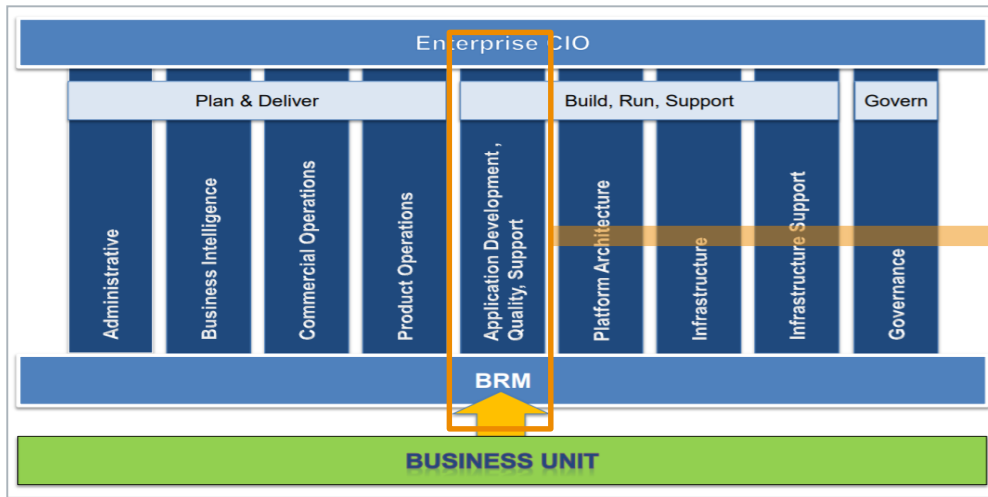 Enterprise CIO
Plan & Deliver
Build, Run, Support
Govern
Administrative
Business Intelligence
Commercial Operations
Product Operations
Application Development ,
Quality, Support
Platform Architecture
Infrastructure
Infrastructure Support
Governance
BRM
BUSINESS UNIT